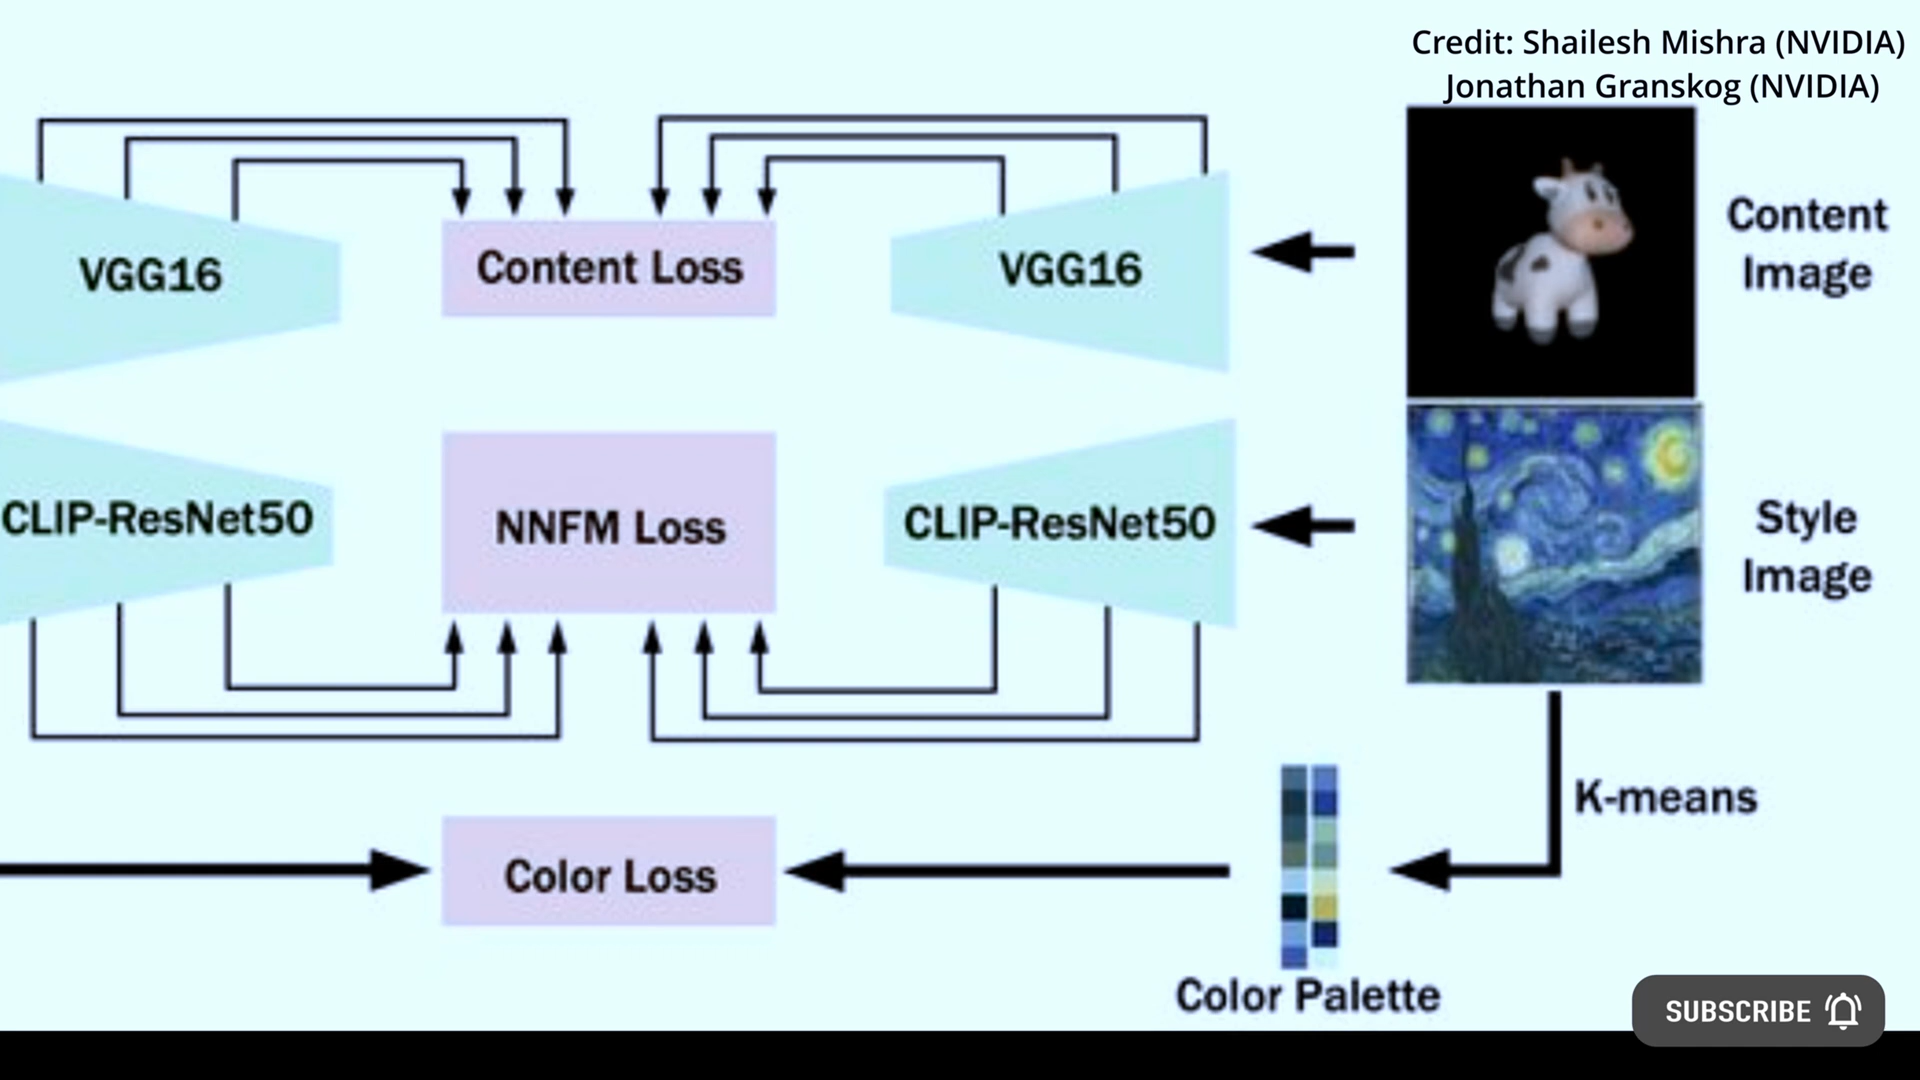 Credit: Shailesh Mishra (NVIDIA)
Jonathan Granskog (NVIDIA)
VGG16
Content Loss
VGG16
Content
Image
CLIP-ResNet50
NNFM Loss
CLIP-ResNet50
Style
Image
K-means
Color Loss
Color Palette
SUBSCRIBE